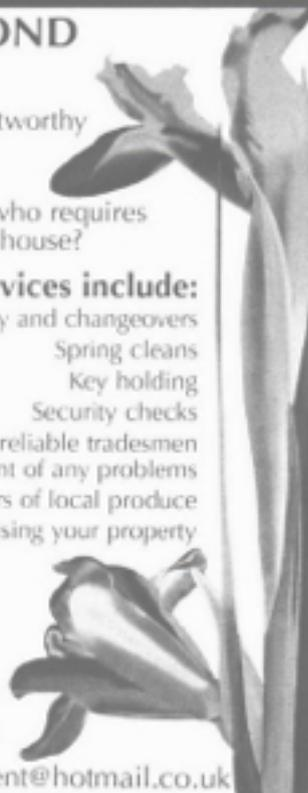 OND
tworthy
who requires
house?
vices include:
y and changeovers
Spring cleans
Key holding
Security checks
reliable tradesmen
nt of any problems
rs of local produce
sing your property
ent@hotmail.co.uk